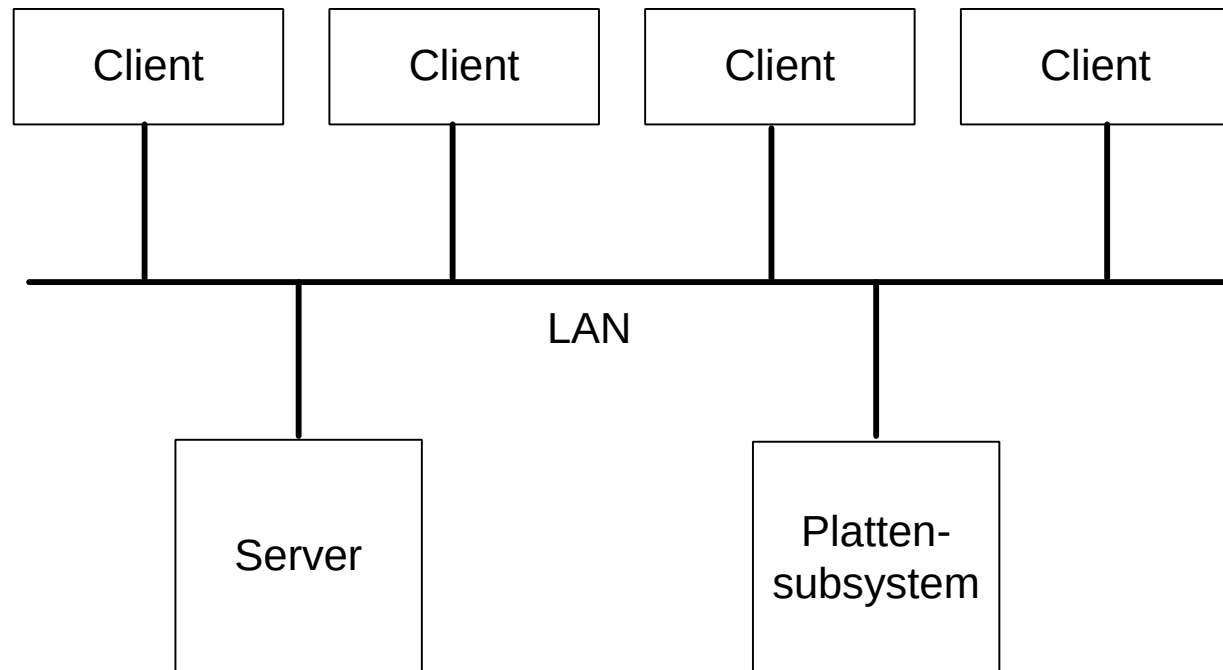 Client
Client
Client
Client
LAN
Server
Platten-
subsystem